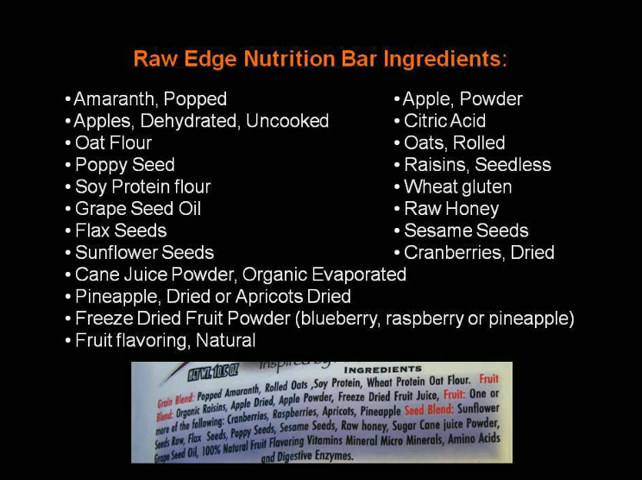 Raw Edge Nutrition Bar Ingredients:
• Amaranth, Popped
• Apples, Dehydrated, Uncooked
• Oat Flour
• Poppy Seed
• Soy Protein flour
• Grape Seed Oil
• Flax Seeds
• Sunflower Seeds
• Apple, Powder
• Citric Acid
• Oats, Rolled
• Raisins, Seedless
• Wheat gluten
• Raw Honey
• Sesame Seeds
• Cranberries, Dried
• Cane Juice Powder, Organic Evaporated
• Pineapple, Dried or Apricots Dried
• Freeze Dried Fruit Powder (blueberry, raspberry or pineapple)
• Fruit flavoring, Natural
Inspired by
INGREDIENTS
Grain Blend: Popped Amaranth, Rolled Oats ,Soy Protein, Wheat Protein Oat Flour. Fruit
Blend: Organic Raisins, Apple Dried, Apple Powder, Freeze Dried Fruit Juice, Fruit: One or
more of the following: Cranberries, Raspberries, Apricots, Pineapple Seed Blend: Sunflower
Seeds Raw, Flax Seeds, Poppy Seeds, Sesame Seeds, Raw honey, Sugar Cane juice Powder,
Grape Seed Oil, 100% Natural Fruit Flavoring Vitamins Mineral Micro Minerals, Amino Acids
and Digestive Enzymes.